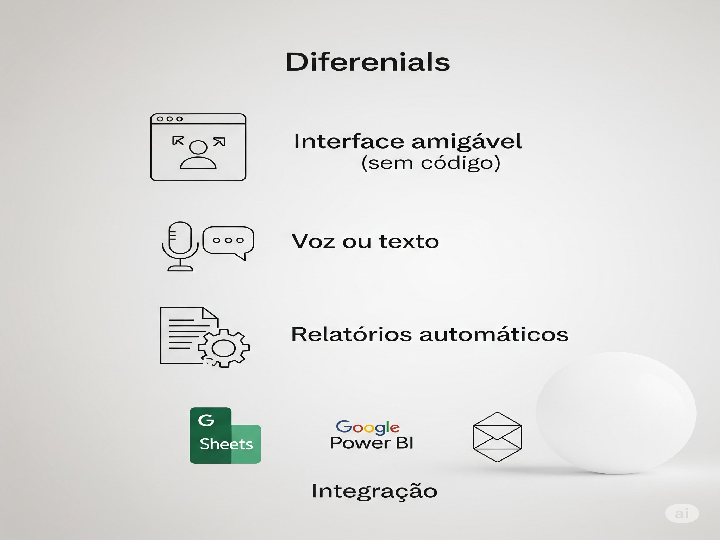 Diferenials
Interface amigável
(sem código)
Voz ou texto
Relatórios automáticos
G
Sheets
Google
Power BI
Integração
ai